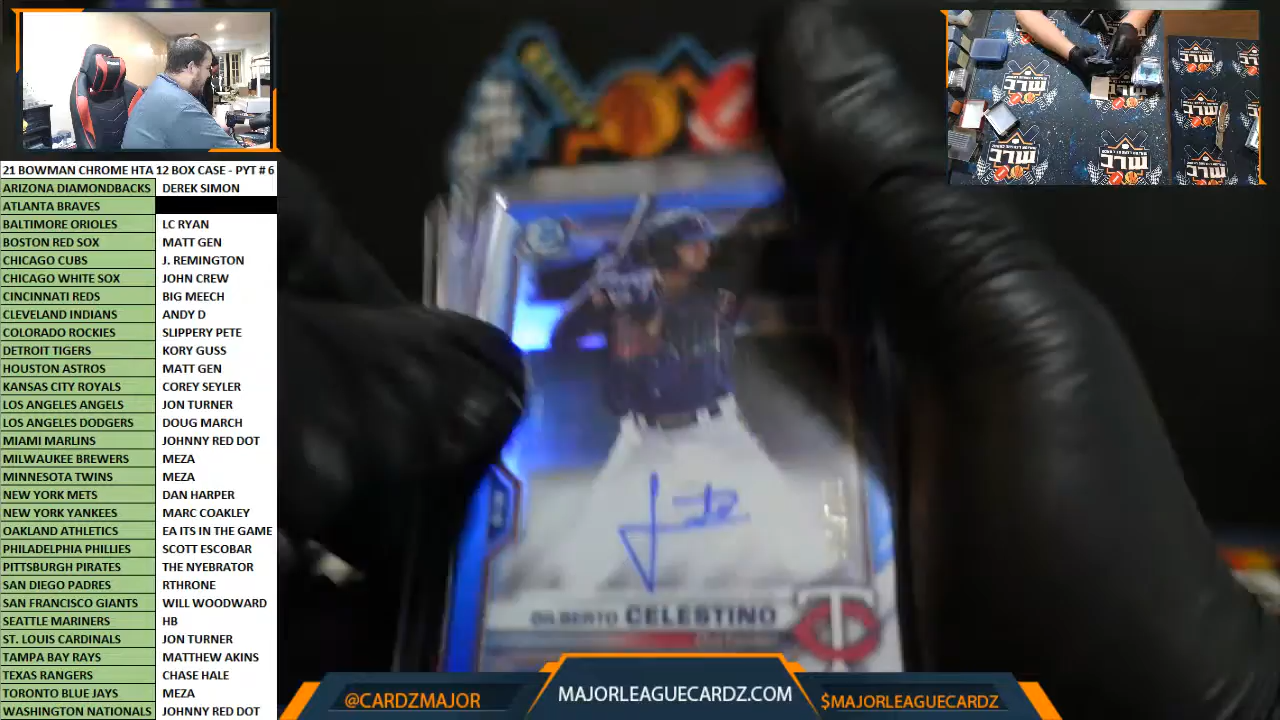 21 BOWMAN CHROME HTA 12 BOX CASE - PYT # 6
ARIZONA DIAMONDBACKS DEREK SIMON
ATLANTA BRAVES
BALTIMORE ORIOLES LC RYAN
BOSTON RED SOX MATT GEN
CHICAGO CUBS J. REMINGTON
CHICAGO WHITE SOX JOHN CREW
CINCINNATI REDS BIG MEECH
CLEVELAND INDIANS ANDY D
COLORADO ROCKIES SLIPPERY PETE
DETROIT TIGERS KORY GUSS
HOUSTON ASTROS MATT GEN
KANSAS CITY ROYALS COREY SEYLER
LOS ANGELES ANGELS JON TURNER
LOS ANGELES DODGERS DOUG MARCH
MIAMI MARLINS JOHNNY RED DOT
MILWAUKEE BREWERS MEZA
MINNESOTA TWINS MEZA
NEW YORK METS DAN HARPER
NEW YORK YANKEES MARC COAKLEY
OAKLAND ATHLETICS EA ITS IN THE GAME
PHILADELPHIA PHILLIES SCOTT ESCOBAR
PITTSBURGH PIRATES THE NYEBRATOR
SAN DIEGO PADRES RTHRONE
SAN FRANCISCO GIANTS WILL WOODWARD
SEATTLE MARINERS HB
ST. LOUIS CARDINALS JON TURNER
TAMPA BAY RAYS MATTHEW AKINS
TEXAS RANGERS CHASE HALE
TORONTO BLUE JAYS MEZA
WASHINGTON NATIONALS JOHNNY RED DOT
GILBERTO CELESTINO
@CARDZMAJOR
MAJORLEAGUECARDZ.COM
$MAJORLEAGUECARDZ